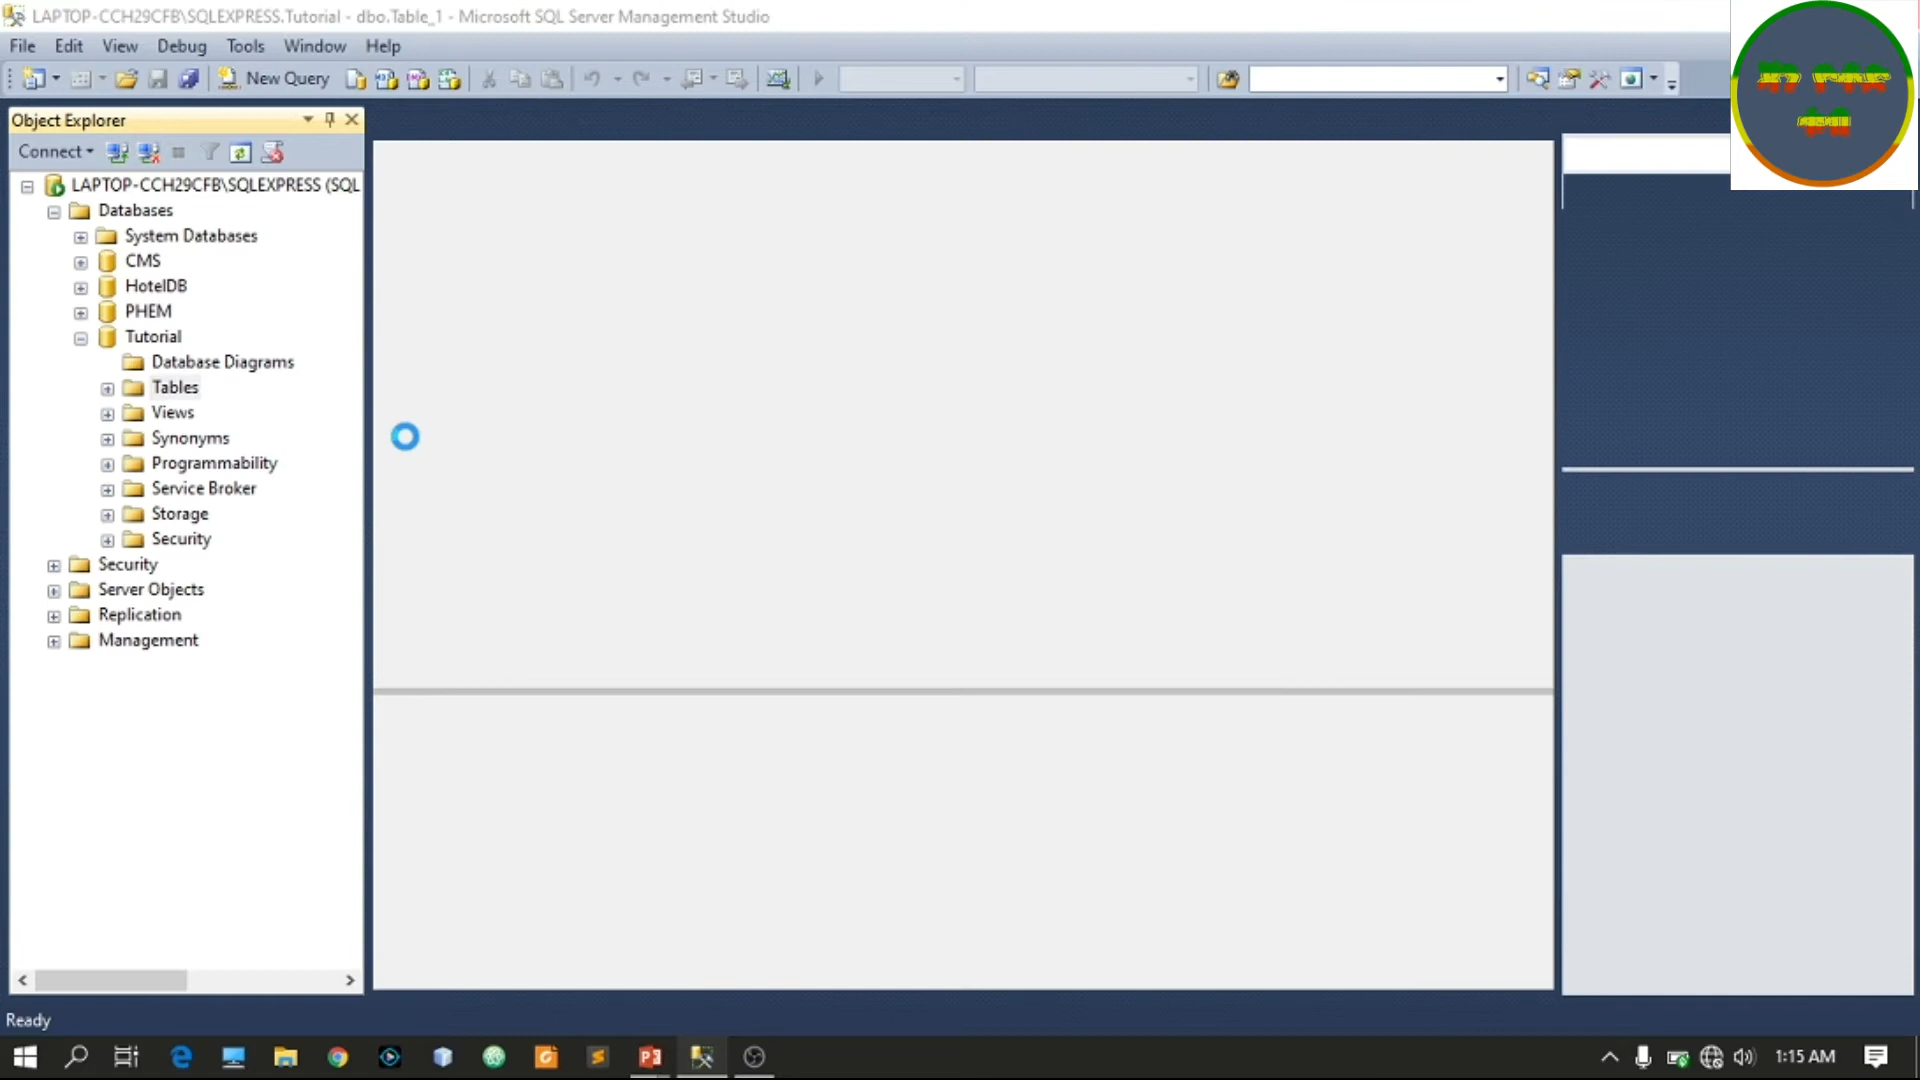 LAPTOP-CCH29CFB\SQLEXPRESS.Tutorial - dbo.Table_1 - Microsoft SQL Server Management Studio
File Edit View Debug Tools Window Help
New Query
Object Explorer
Connect
LAPTOP-CCH29CFB\SQLEXPRESS (SQL
Databases
System Databases
CMS
HotelDB
PHEM
Tutorial
Database Diagrams
Tables
Views
Synonyms
Programmability
Service Broker
Storage
Security
Security
Server Objects
Replication
Management
Ready
1:15 AM